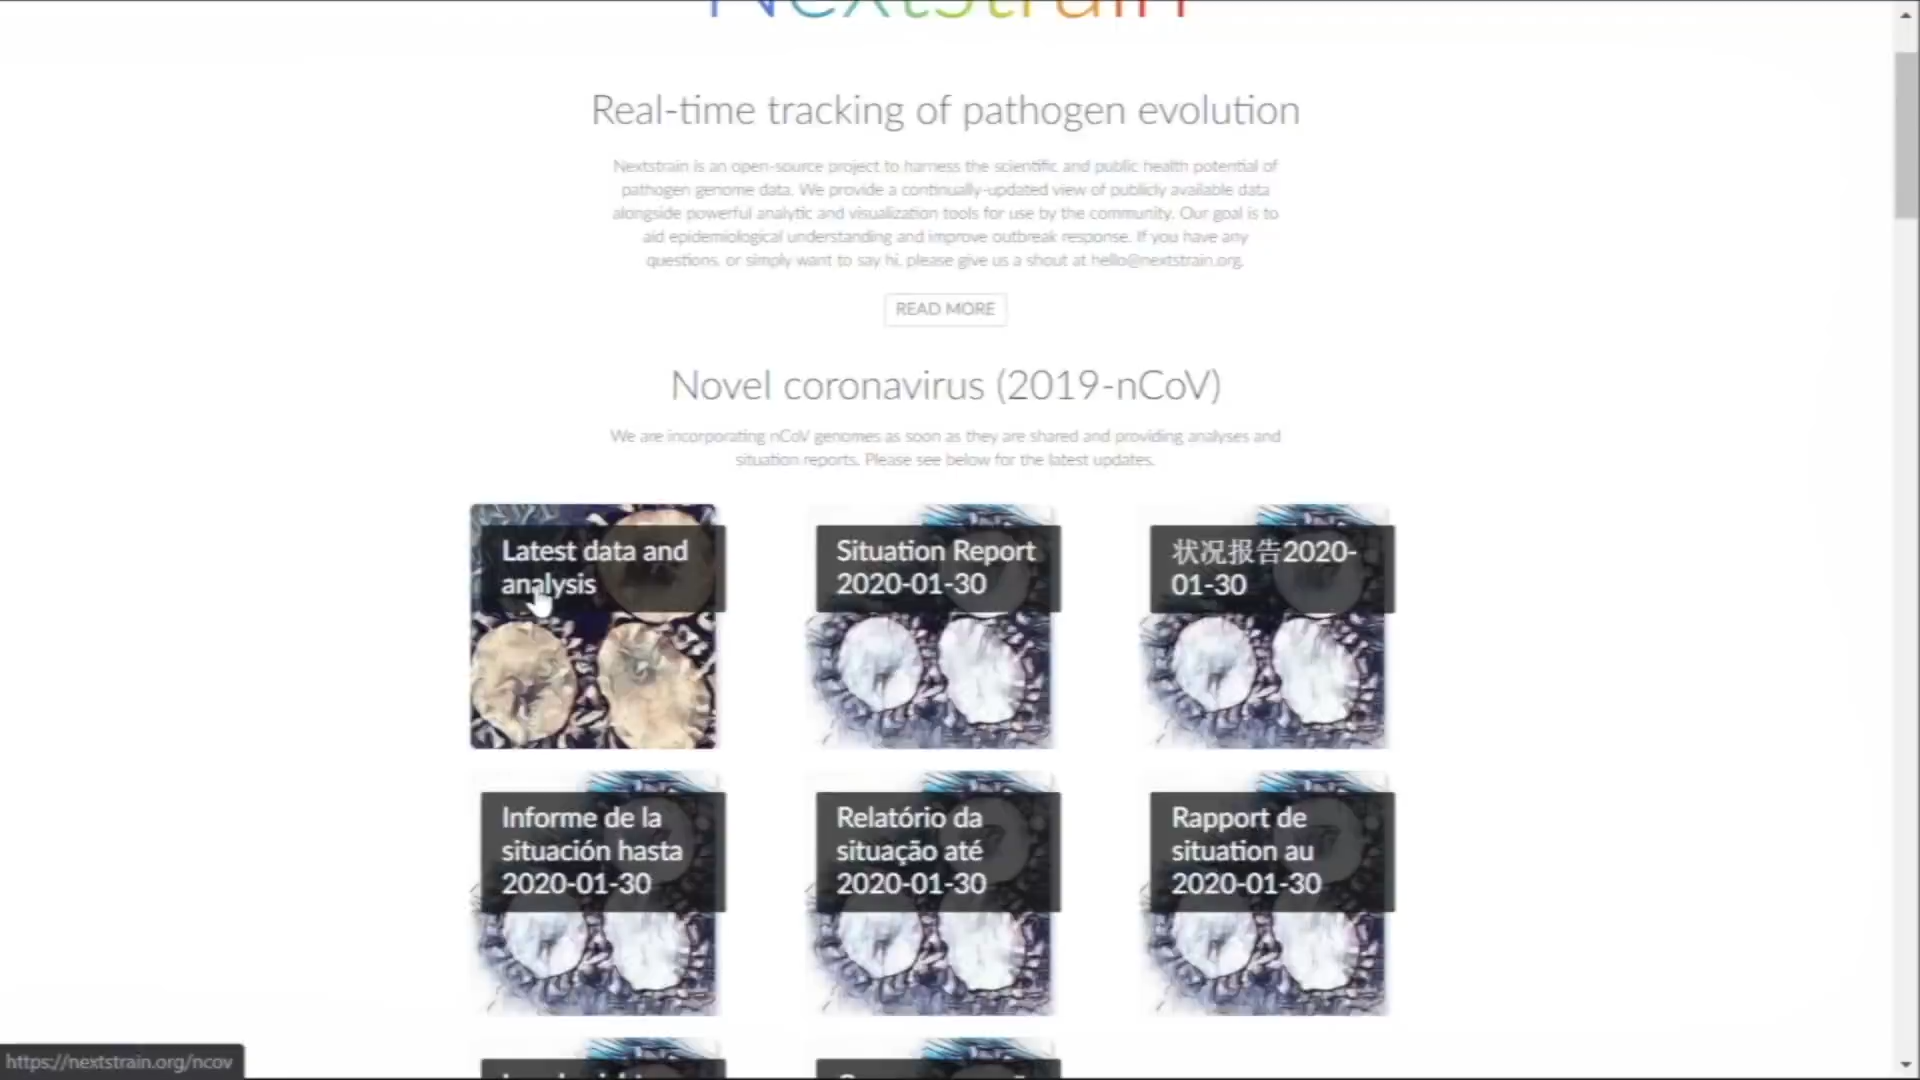 Nextstrain
Real-time tracking of pathogen evolution
Nextstrain is an open-source project to harness the scientific and public health potential of
pathogen genome data. We provide a continually-updated view of publicly available data
alongside powerful analytic and visualization tools for use by the community. Our goal is to
aid epidemiological understanding and improve outbreak response. If you have any
questions, or simply want to say hi, please give us a shout at hello@nextstrain.org.
READ MORE
Novel coronavirus (2019-nCoV)
We are incorporating nCoV genomes as soon as they are shared and providing analyses and
situation reports. Please see below for the latest updates.
Latest data and
analysis
Situation Report
2020-01-30
状况报告2020-
01-30
Informe de la
situación hasta
2020-01-30
Relatório da
situação até
2020-01-30
Rapport de
situation au
2020-01-30
https://nextstrain.org/ncov